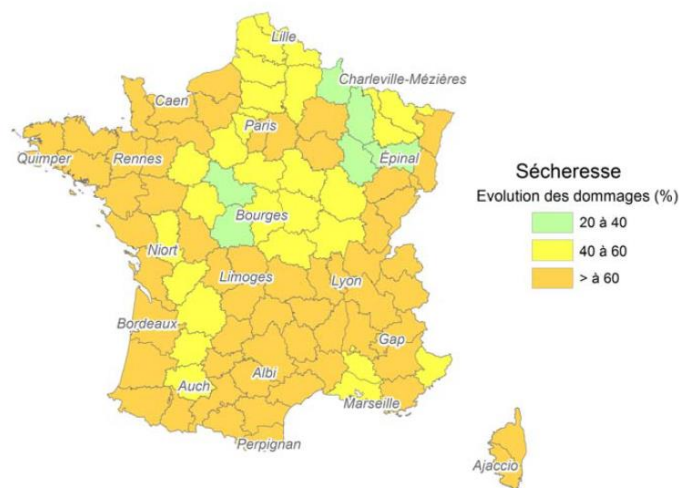 Lille
Charleville-Mézières
Caen
Paris
Épinal
Quimper
Rennes
Bourges
Niort
Limoges
Lyon
Bordeaux
Gap
Albi
Auch
Marseille
Perpignan
Ajaccio
Sécheresse
Evolution des dommages (%)
20 à 40
40 à 60
> à 60